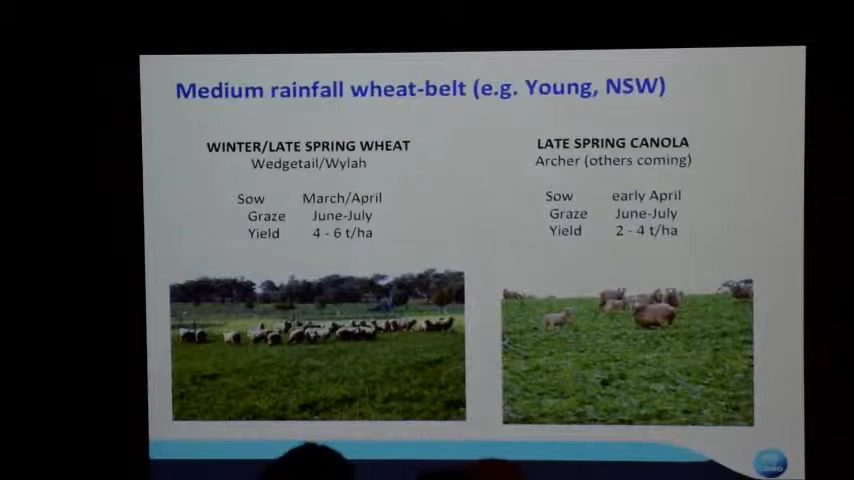 Medium rainfall wheat-belt (e.g. Young, NSW)
WINTER/LATE SPRING WHEAT
Wedgetail/Wylah
Sow March/April
Graze June-July
Yield 4 - 6 t/ha
LATE SPRING CANOLA
Archer (others coming)
Sow early April
Graze June-July
Yield 2 - 4 t/ha
CSIRO